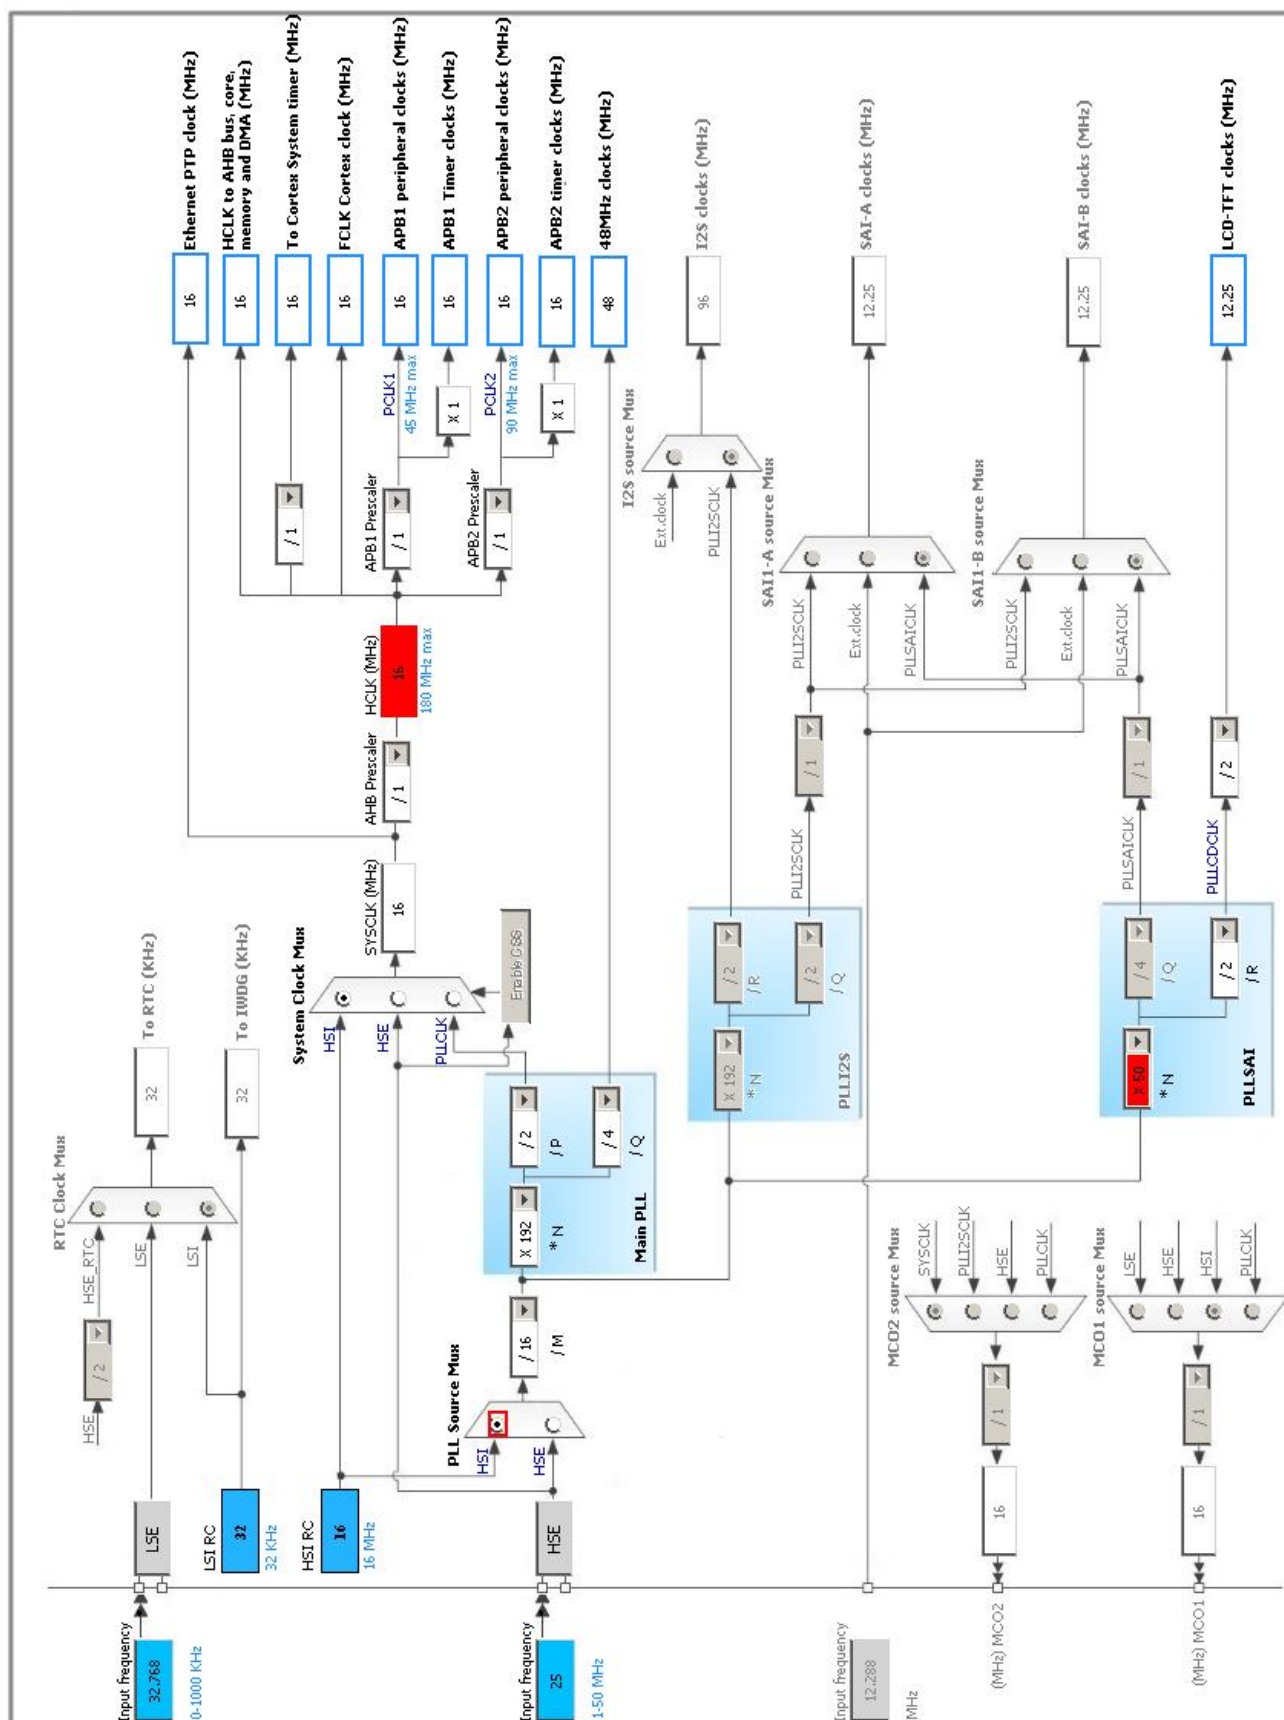 Input frequency
32.768
0-1000 KHz
LSE
LSI RC
32
32 KHz
HSE
/ 2
HSE_RTC
LSE
LSI
RTC Clock Mux
32
To RTC (KHz)
32
To IWDG (KHz)
HSI RC
16
16 MHz
Input frequency
25
1-50 MHz
HSE
PLL Source Mux
HSI
HSE
/ 16
/ M
X 192
* N
/ 2
/ P
/ 4
/ Q
Main PLL
System Clock Mux
HSI
HSE
PLLCLK
Enable CSS
SYSCLK (MHz)
16
AHB Prescaler
/ 1
HCLK (MHz)
16
180 MHz max
/ 1
APB1 Prescaler
/ 1
APB2 Prescaler
/ 1
PCLK1
45 MHz max
X 1
PCLK2
90 MHz max
X 1
16
Ethernet PTP clock (MHz)
16
HCLK to AHB bus, core,
memory and DMA (MHz)
16
To Cortex System timer (MHz)
16
FCLK Cortex clock (MHz)
16
APB1 peripheral clocks (MHz)
16
APB1 Timer clocks (MHz)
16
APB2 peripheral clocks (MHz)
16
APB2 timer clocks (MHz)
48
48MHz clocks (MHz)
X 192
* N
/ 2
/ R
/ 2
/ Q
PLLI2S
PLLI2SCLK
/ 1
I2S source Mux
Ext.clock
PLLI2SCLK
96
I2S clocks (MHz)
SAI1-A source Mux
PLLI2SCLK
Ext.clock
PLLSAICLK
12.25
SAI-A clocks (MHz)
SAI1-B source Mux
PLLI2SCLK
Ext.clock
PLLSAICLK
12.25
SAI-B clocks (MHz)
X 50
* N
/ 4
/ Q
/ 2
/ R
PLLSAI
PLLSAICLK
/ 1
PLLLCDCLK
/ 2
12.25
LCD-TFT clocks (MHz)
Input frequency
12.288
MHz
(MHz) MCO2
16
/ 1
MCO2 source Mux
SYSCLK
PLLI2SCLK
HSE
PLLCLK
(MHz) MCO1
16
/ 1
MCO1 source Mux
LSE
HSE
HSI
PLLCLK